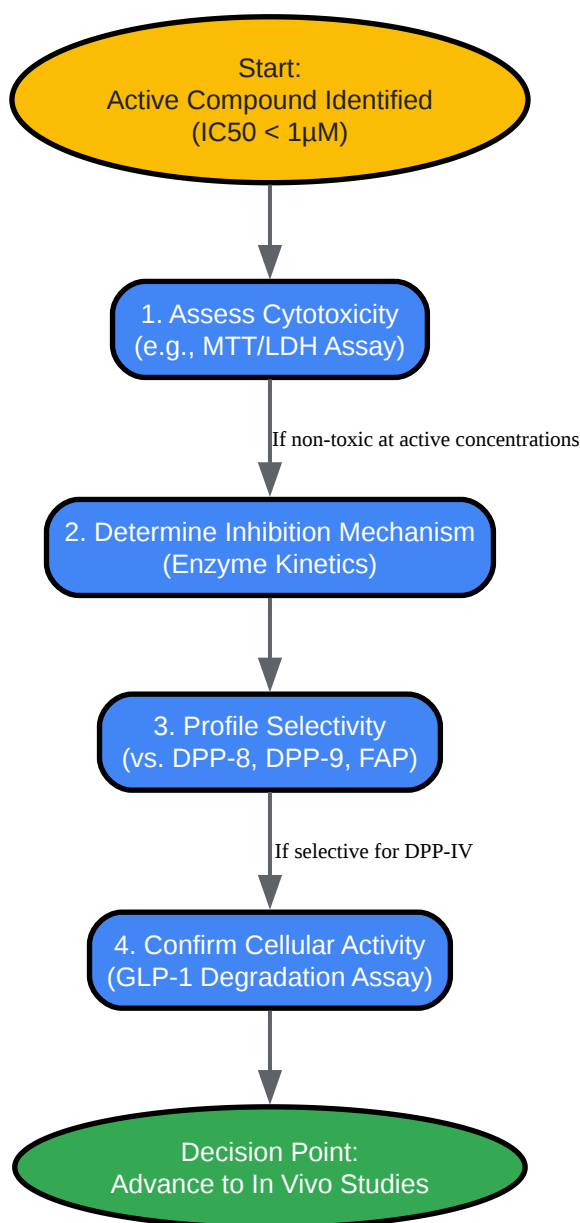 Start:
Active Compound Identified
(IC50 < 1µM)
1. Assess Cytotoxicity
(e.g., MTT/LDH Assay)
If non-toxic at active concentrations
2. Determine Inhibition Mechanism
(Enzyme Kinetics)
3. Profile Selectivity
(vs. DPP-8, DPP-9, FAP)
If selective for DPP-IV
4. Confirm Cellular Activity
(GLP-1 Degradation Assay)
Decision Point:
Advance to In Vivo Studies